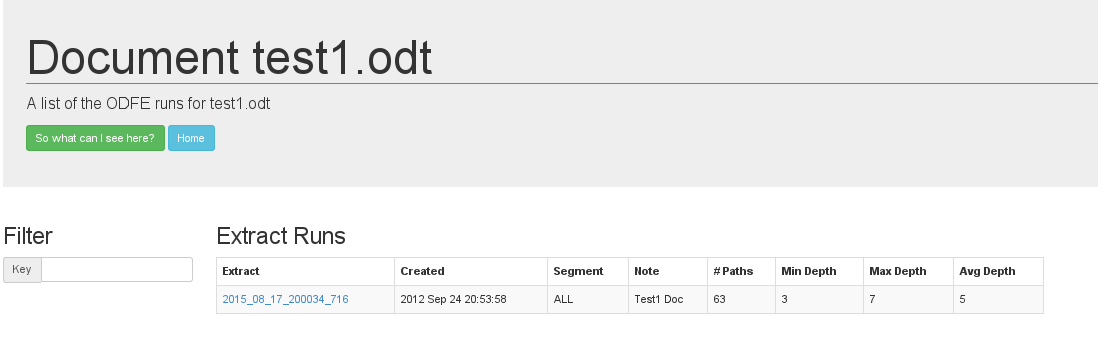 Document test1.odt
A list of the ODFE runs for test1.odt
So what can I see here? Home
Filter
Key
Extract Runs
Extract Created Segment Note # Paths Min Depth Max Depth Avg Depth
2015_08_17_200034_716 2012 Sep 24 20:53:58 ALL Test1 Doc 63 3 7 5